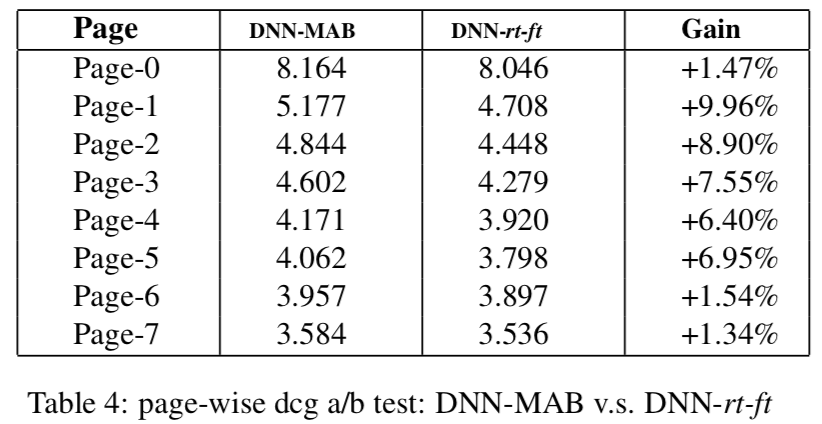 Page DNN-MAB DNN-rt-ft Gain
Page-0 8.164 8.046 +1.47%
Page-1 5.177 4.708 +9.96%
Page-2 4.844 4.448 +8.90%
Page-3 4.602 4.279 +7.55%
Page-4 4.171 3.920 +6.40%
Page-5 4.062 3.798 +6.95%
Page-6 3.957 3.897 +1.54%
Page-7 3.584 3.536 +1.34%
Table 4: page-wise dcg a/b test: DNN-MAB v.s. DNN-rt-ft